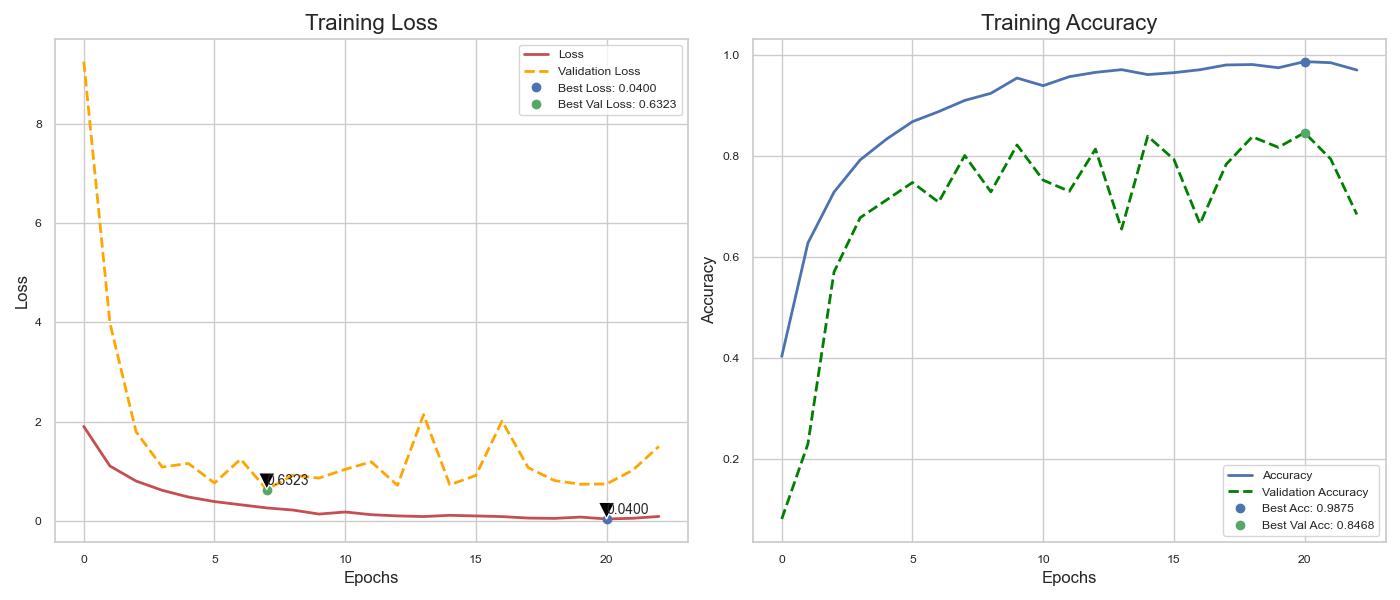 Training Loss
Loss
Validation Loss
Best Loss: 0.0400
Best Val Loss: 0.6323
8
6
4
2
0
Loss
0.6323
0.0400
0
5
10
15
20
Epochs
Training Accuracy
1.0
0.8
0.6
0.4
0.2
Accuracy
Accuracy
Validation Accuracy
Best Acc: 0.9875
Best Val Acc: 0.8468
0
5
10
15
20
Epochs